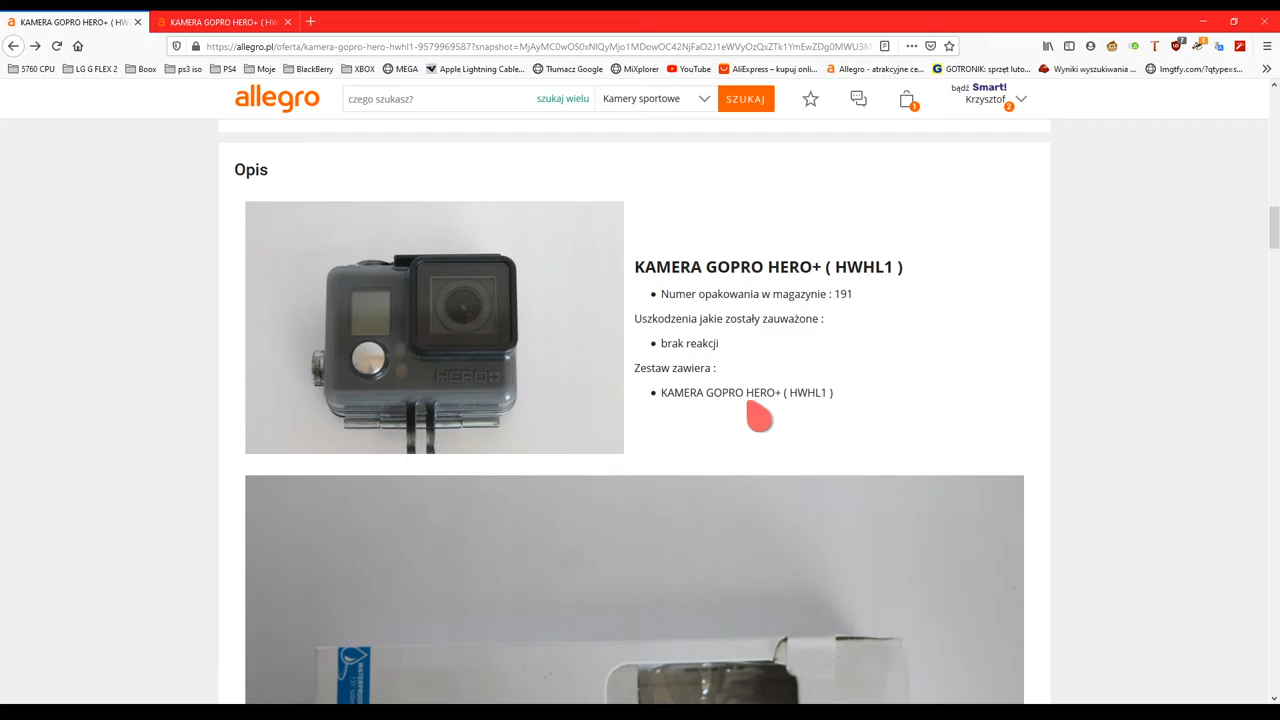 KAMERA GOPRO HERO+ ( HW
KAMERA GOPRO HERO+ ( HW
https://allegro.pl/oferta/kamera-gopro-hero-hwhl1-9579969587?snapshot=
5760 CPU
LG G FLEX 2
Boox
ps3 iso
PS4
Moje
BlackBerry
XBOX
MEGA
Apple Lightning Cable...
Tłumacz Google
MiXplorer
YouTube
AliExpress – kupuj onli...
Allegro - atrakcyjne ce...
GOTRONIK: sprzęt luto...
Wyniki wyszukiwania ...
lmgtfy.com/?qtype=s...
allegro
czego szukasz?
szukaj wielu
Kamery sportowe
SZUKAJ
1
bądź Smart!
Krzysztof
2
Opis
KAMERA GOPRO HERO+ ( HWHL1 )
Numer opakowania w magazynie : 191
Uszkodzenia jakie zostały zauważone :
brak reakcji
Zestaw zawiera :
KAMERA GOPRO HERO+ ( HWHL1 )
HERO+
WATERPROOF